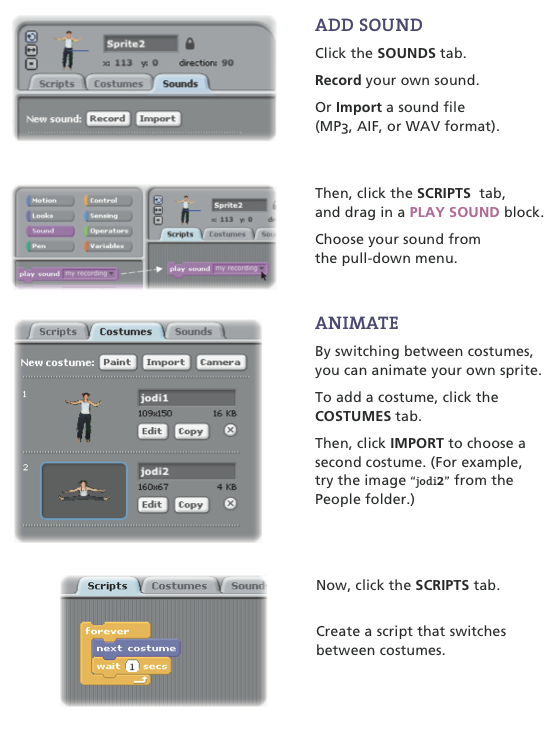 Sprite2
x: 113 y: 0 direction: 90
Scripts Costumes Sounds
New sound: Record Import
ADD SOUND
Click the SOUNDS tab.
Record your own sound.
Or Import a sound file
(MP3, AIF, or WAV format).
Motion Control
Looks Sensing
Sound Operators
Pen Variables
play sound my recording
Sprite2
x: 113 y: 0 di
Scripts Costumes Sou
play sound my recording
Then, click the SCRIPTS tab,
and drag in a PLAY SOUND block.
Choose your sound from
the pull-down menu.
Scripts Costumes Sounds
New costume: Paint Import Camera
1
jodi1
109x150 16 KB
Edit Copy
2
jodi2
160x67 4 KB
Edit Copy
ANIMATE
By switching between costumes,
you can animate your own sprite.
To add a costume, click the
COSTUMES tab.
Then, click IMPORT to choose a
second costume. (For example,
try the image “jodi2” from the
People folder.)
Scripts Costumes Sound
forever
next costume
wait 1 secs
Now, click the SCRIPTS tab.
Create a script that switches
between costumes.